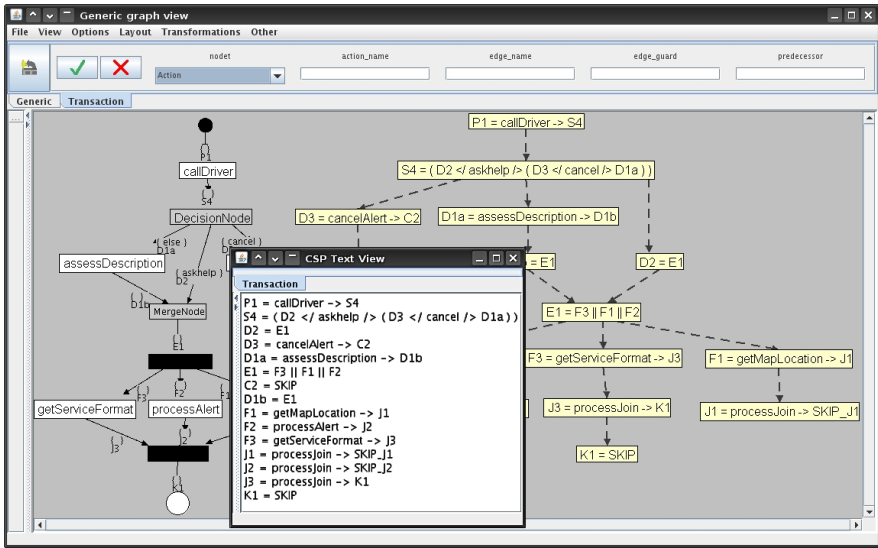 Generic graph view
File View Options Layout Transformations Other
nodet action_name edge_name edge_guard predecessor
Action
Generic Transaction
...
P1
callDriver
{ }
S4
DecisionNode
{ else }
D1a
{ cancel }
assessDescription
{ askhelp }
D2
{ }
D1b
MergeNode
{ }
E1
{ }
F3
{ }
F2
getServiceFormat
processAlert
{ }
J3
{ }
J2
{ }
K1
P1 = callDriver -> S4
S4 = ( D2 </ askhelp /> ( D3 </ cancel /> D1a ) )
D3 = cancelAlert -> C2
D1a = assessDescription -> D1b
= E1
D2 = E1
E1 = F3 || F1 || F2
F3 = getServiceFormat -> J3
F1 = getMapLocation -> J1
J3 = processJoin -> K1
J1 = processJoin -> SKIP_J1
K1 = SKIP
CSP Text View
Transaction
P1 = callDriver -> S4
S4 = ( D2 </ askhelp /> ( D3 </ cancel /> D1a ) )
D2 = E1
D3 = cancelAlert -> C2
D1a = assessDescription -> D1b
E1 = F3 || F1 || F2
C2 = SKIP
D1b = E1
F1 = getMapLocation -> J1
F2 = processAlert -> J2
F3 = getServiceFormat -> J3
J1 = processJoin -> SKIP_J1
J2 = processJoin -> SKIP_J2
J3 = processJoin -> K1
K1 = SKIP